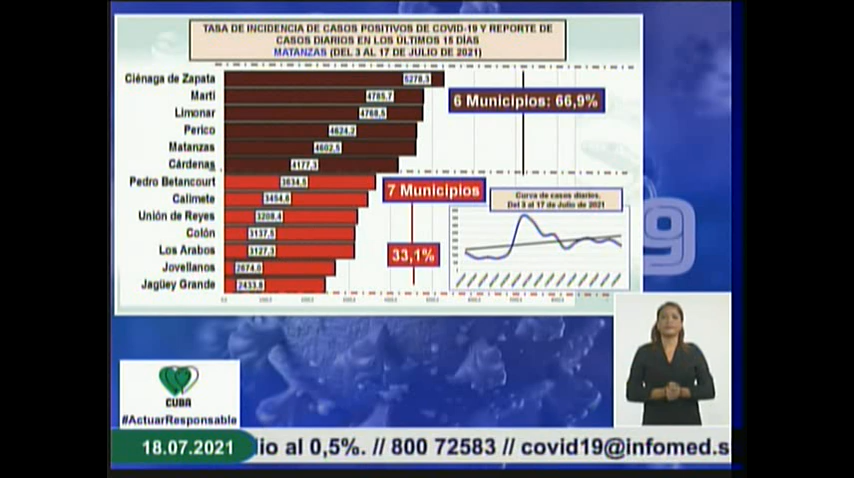 TASA DE INCIDENCIA DE CASOS POSITIVOS DE COVID-19 Y REPORTE DE
CASOS DIARIOS EN LOS ÚLTIMOS 15 DÍAS
MATANZAS (DEL 3 AL 17 DE JULIO DE 2021)
Ciénaga de Zapata 5278,3
Martí 4785,7
6 Municipios: 66,9%
Limonar 4768,5
Perico 4624,2
Matanzas 4602,5
Cárdenas 4177,3
Pedro Betancourt 3634,5
7 Municipios
Calimete 3454,6
Curva de casos diarios.
Del 3 al 17 de Julio de 2021
Unión de Reyes 3208,4
Colón 3137,5
Los Arabos 3127,3
33,1%
Jovellanos 2674,0
Jagüey Grande 2433,8
9
CUBA
#ActuarResponsable
18.07.2021 io al 0,5%. // 800 72583 // covid19@infomed.s